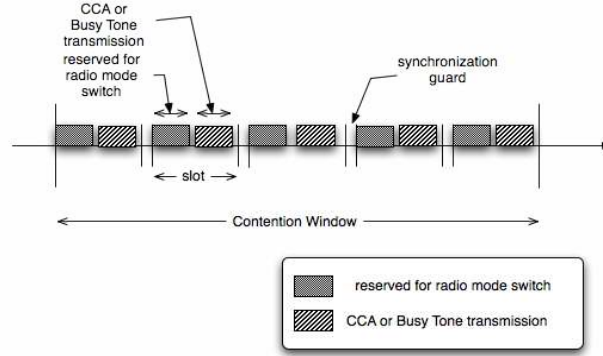 CCA or
Busy Tone
transmission
reserved for
radio mode
switch
synchronization
guard
slot
Contention Window
reserved for radio mode switch
CCA or Busy Tone transmission